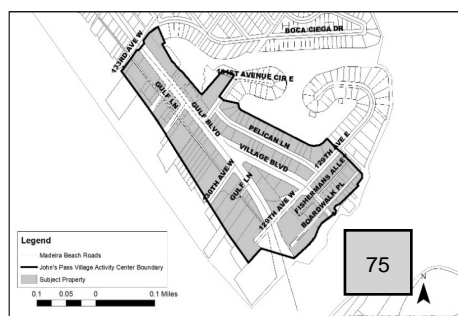 BOCA CIEGA DR
133RD AVE W
131ST AVENUE CIR E
GULF LN
GULF BLVD
PELICAN LN
129TH AVE E
VILLAGE BLVD
130TH AVE W
GULF LN
FISHERMANS ALLEY
129TH AVE W
BOARDWALK PL
Legend
Madeira Beach Roads
John's Pass Village Activity Center Boundary
Subject Property
0.1 0.05 0 0.1 Miles
75
N